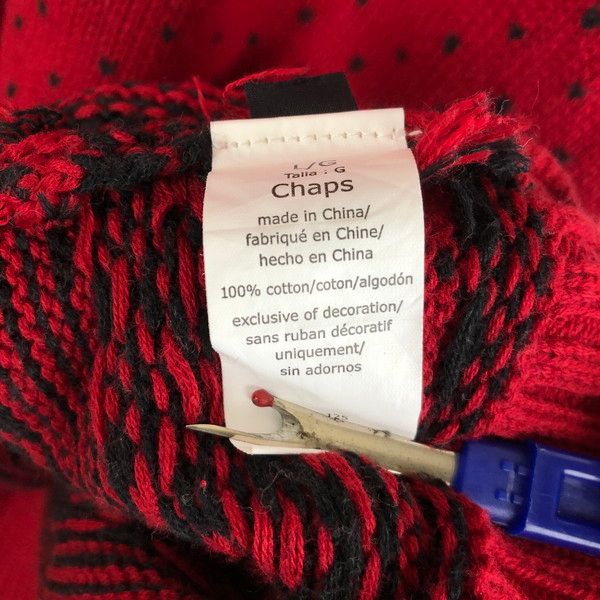 L/G
Talla : G
Chaps
made in China/
fabriqué en Chine/
hecho en China
100% cotton/coton/algodón
exclusive of decoration/
sans ruban décoratif
uniquement/
sin adornos
125